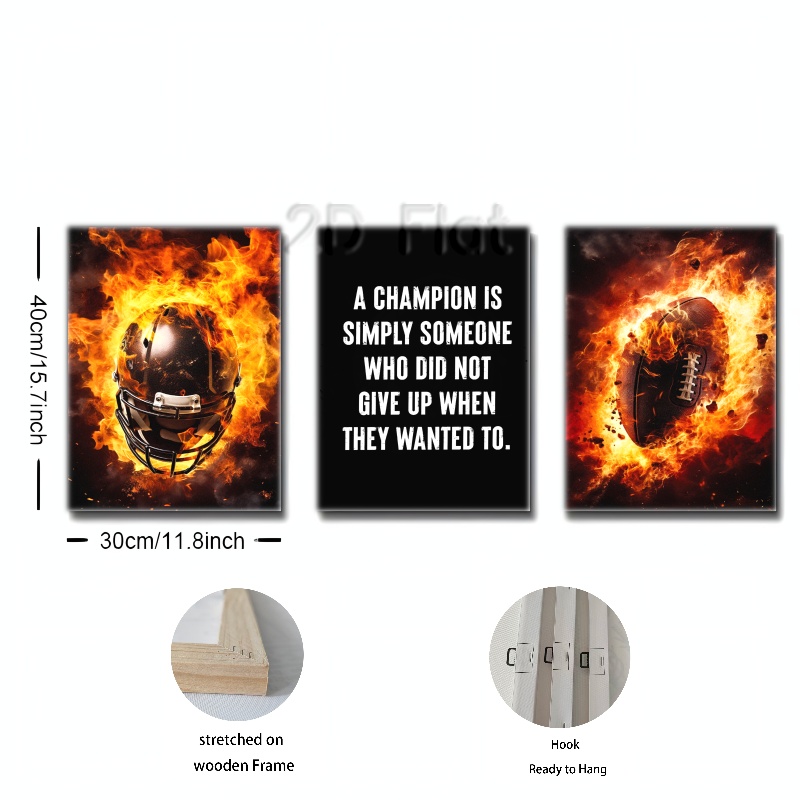 2D Flat
A CHAMPION IS
SIMPLY SOMEONE
WHO DID NOT
GIVE UP WHEN
THEY WANTED TO.
40cm/15.7inch
30cm/11.8inch
stretched on
wooden Frame
Hook
Ready to Hang